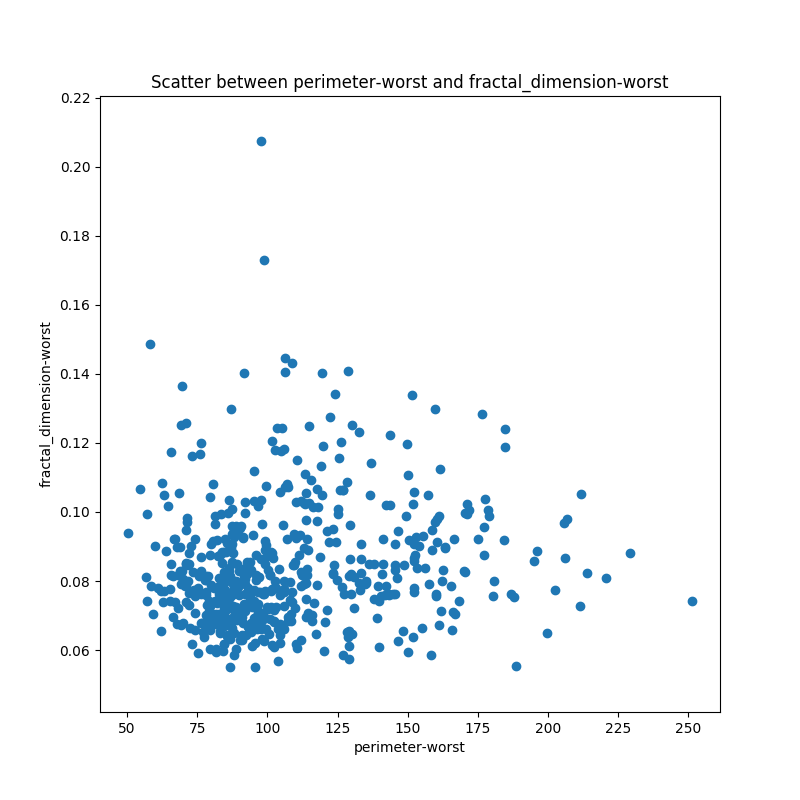 Scatter between perimeter-worst and fractal_dimension-worst
0.22
0.20
0.18
0.16
0.14
0.12
0.10
0.08
0.06
fractal_dimension-worst
50 75 100 125 150 175 200 225 250
perimeter-worst